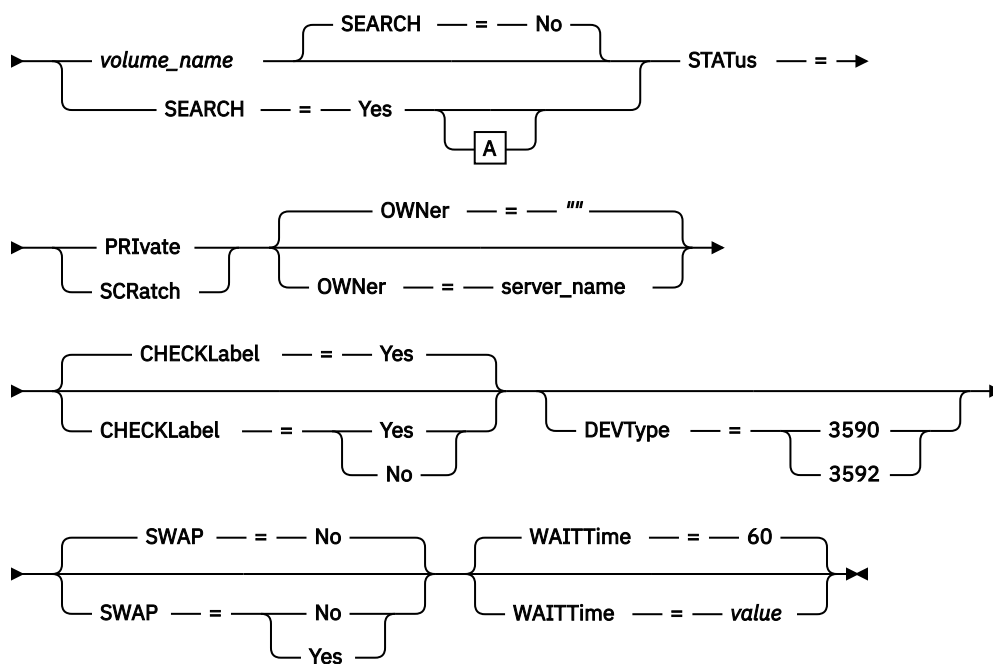 SEARCH = No
volume_name STATus =
SEARCH = Yes
A
OWNer = ""
PRIvate
SCRatch OWNer = server_name
CHECKLabel = Yes
CHECKLabel = Yes DEVType = 3590
No 3592
SWAP = No WAITTime = 60
SWAP = No WAITTime = value
Yes